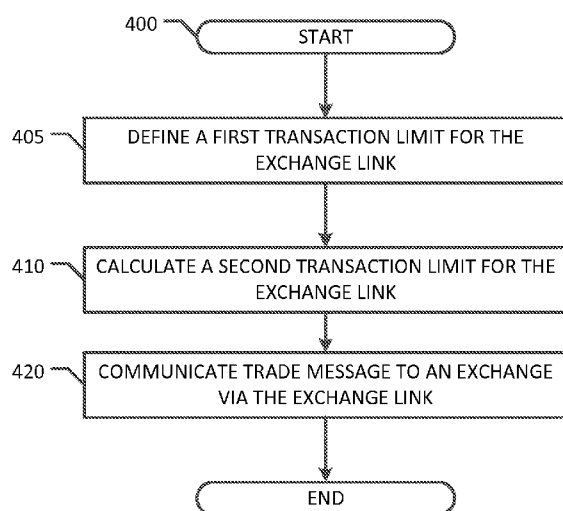 400
START
405
DEFINE A FIRST TRANSACTION LIMIT FOR THE
EXCHANGE LINK
410
CALCULATE A SECOND TRANSACTION LIMIT FOR THE
EXCHANGE LINK
420
COMMUNICATE TRADE MESSAGE TO AN EXCHANGE
VIA THE EXCHANGE LINK
END